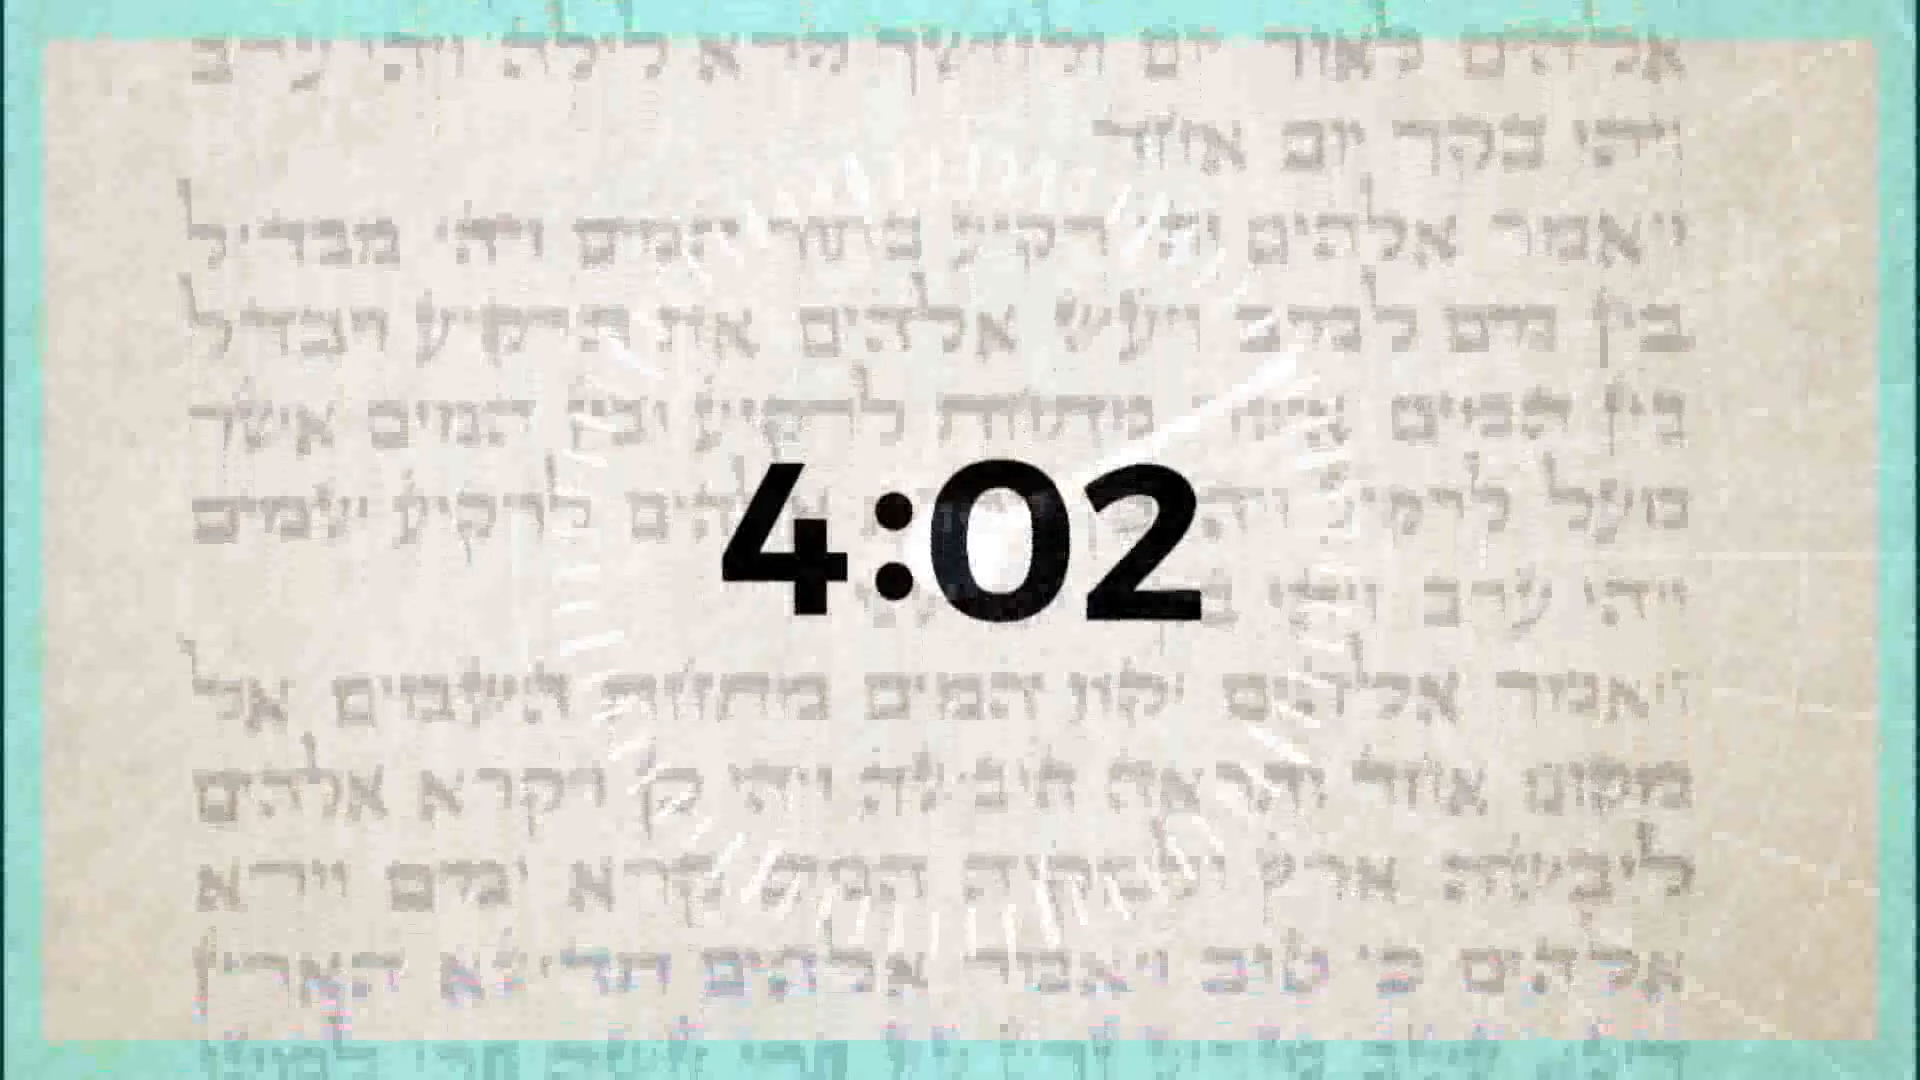 אלהים לאור יום ולחשך קרא לילה ויהי ערב
ויהי בקר יום אחד
ויאמר אלהים יהי רקיע בתוך המים ויהי מבדיל
בין מים למים ויעש אלהים את הרקיע ויבדל
בין המים אשר מתחת לרקיע ובין המים אשר
מעל לרקיע ויהי כן אלהים לרקיע שמים
4:02
ויהי ערב ויהי
ויאמר אלהים יקוו המים מתחת השמים אל
מקום אחד ותראה היבשה ויהי כן ויקרא אלהים
ליבשה ארץ ולמקוה המים קרא ימים וירא
אלהים כי טוב ויאמר אלהים תדשא הארץ